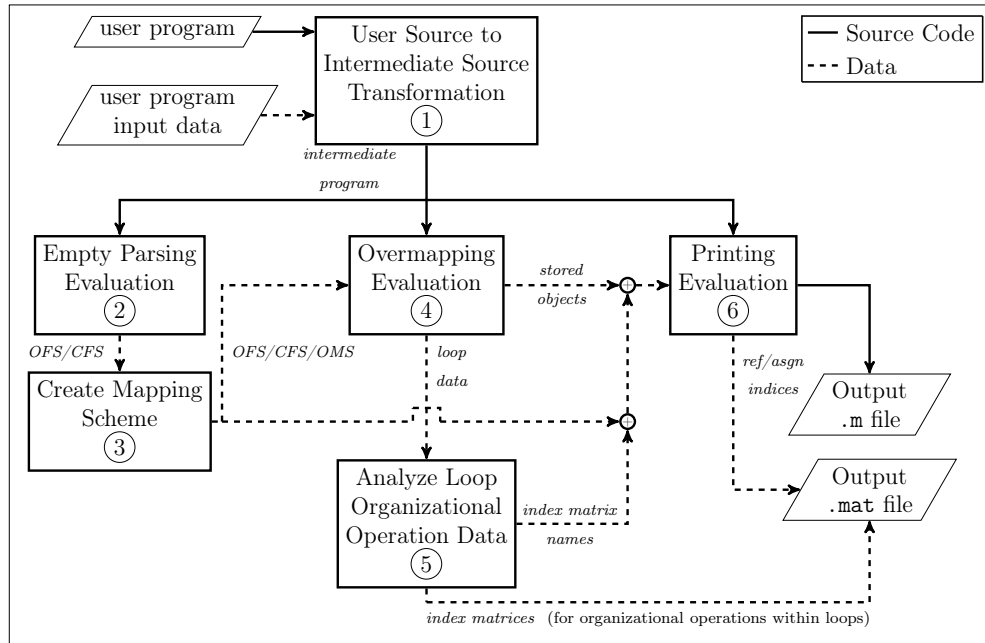 user program
User Source to
Intermediate Source
Transformation
1
Source Code
Data
user program
input data
intermediate
program
Empty Parsing
Evaluation
2
Overmapping
Evaluation
4
stored
objects
Printing
Evaluation
6
OFS/CFS
OFS/CFS/OMS
loop
data
ref/asgn
indices
Create Mapping
Scheme
3
Output
.m file
Analyze Loop
Organizational
Operation Data
5
index matrix
names
Output
.mat file
index matrices (for organizational operations within loops)